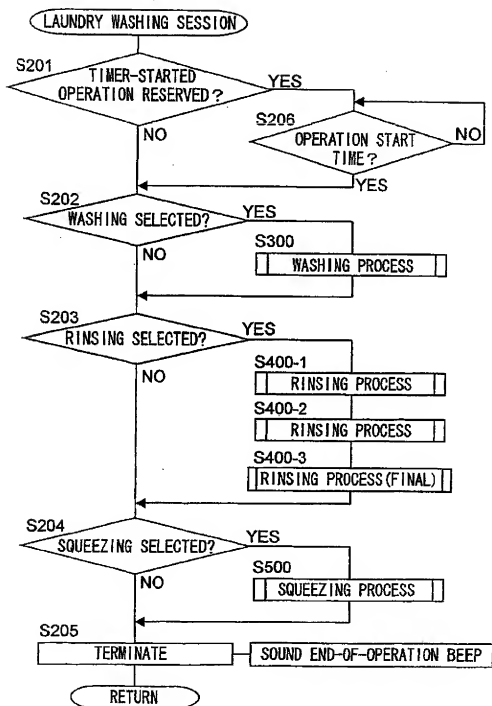 LAUNDRY WASHING SESSION
S201
TIMER-STARTED
OPERATION RESERVED?
YES
NO
S206
OPERATION START
TIME?
NO
YES
S202
WASHING SELECTED?
YES
NO
S300
WASHING PROCESS
S203
RINSING SELECTED?
YES
NO
S400-1
RINSING PROCESS
S400-2
RINSING PROCESS
S400-3
RINSING PROCESS(FINAL)
S204
SQUEEZING SELECTED?
YES
NO
S500
SQUEEZING PROCESS
S205
TERMINATE
SOUND END-OF-OPERATION BEEP
RETURN